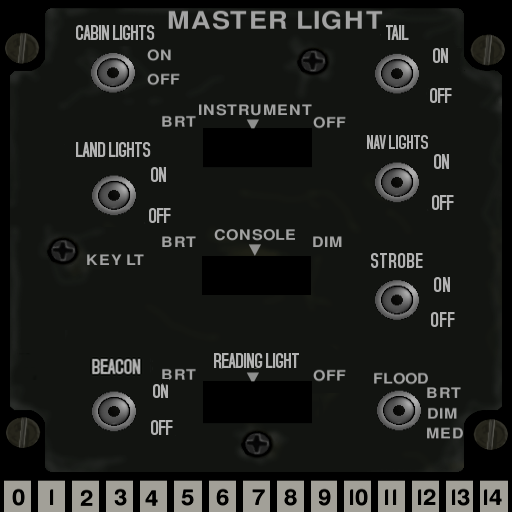 MASTER LIGHT
CABIN LIGHTS
ON
OFF
TAIL
ON
OFF
INSTRUMENT
BRT
OFF
LAND LIGHTS
ON
OFF
NAV LIGHTS
ON
OFF
CONSOLE
BRT
DIM
KEY LT
STROBE
ON
OFF
BEACON
ON
OFF
READING LIGHT
BRT
OFF
FLOOD
BRT
DIM
MED
0 1 2 3 4 5 6 7 8 9 10 11 12 13 14